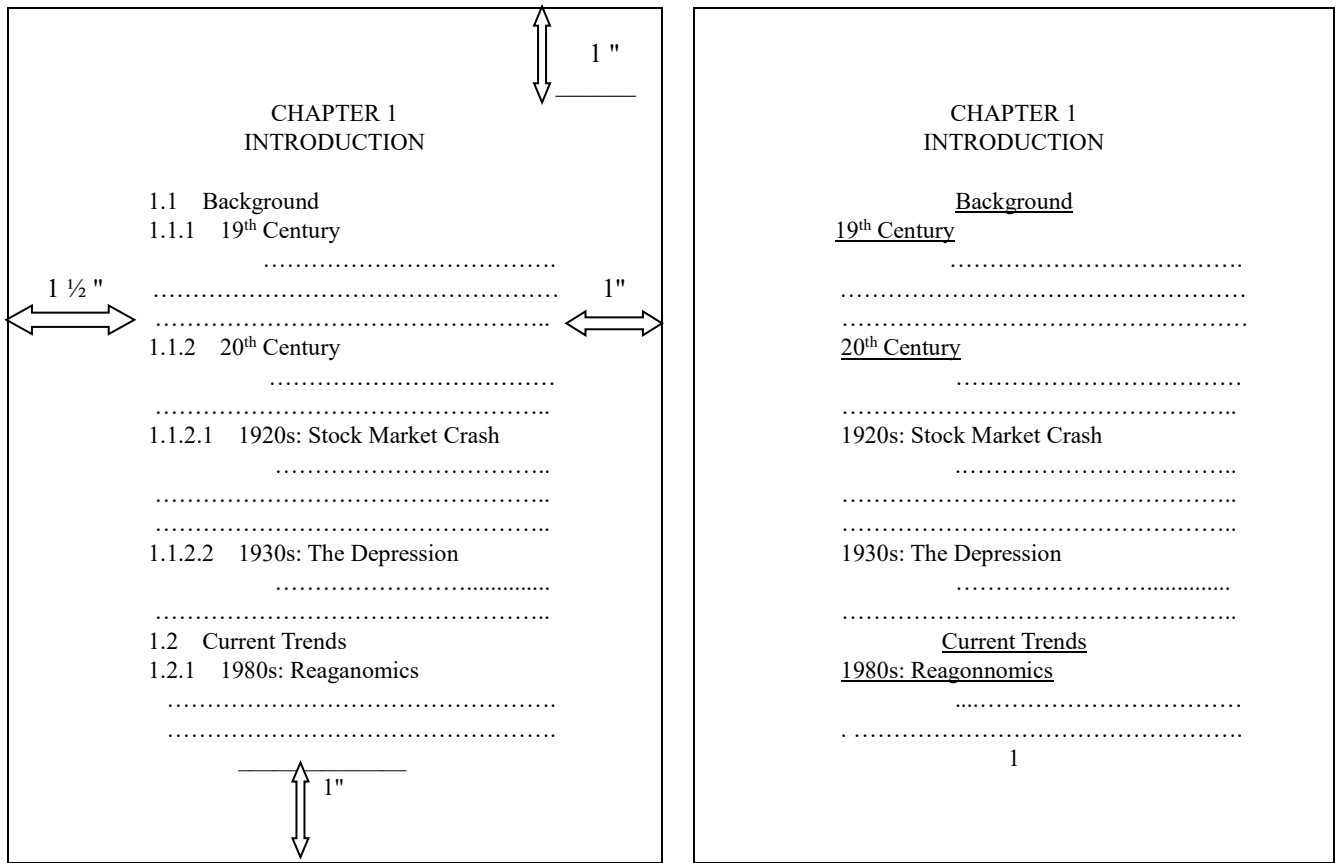 1 "
CHAPTER 1
INTRODUCTION
1.1 Background
1.1.1 19th Century
………………………………….
1 ½ "
……………………………………………
1"
…………………………………………..
1.1.2 20th Century
………………………………
…………………………………………..
1.1.2.1 1920s: Stock Market Crash
……………………………..
…………………………………………..
…………………………………………..
1.1.2.2 1930s: The Depression
……………………..............
…………………………………………..
1.2 Current Trends
1.2.1 1980s: Reaganomics
………………………………………….
………………………………………….
1"
CHAPTER 1
INTRODUCTION
Background
19th Century
……………………………….
……………………………………………
……………………………………………
20th Century
………………………………
…………………………………………..
1920s: Stock Market Crash
……………………………..
…………………………………………..
…………………………………………..
1930s: The Depression
……………………..............
…………………………………………..
Current Trends
1980s: Reagonnomics
....……………………………
. ………………………………………….
1